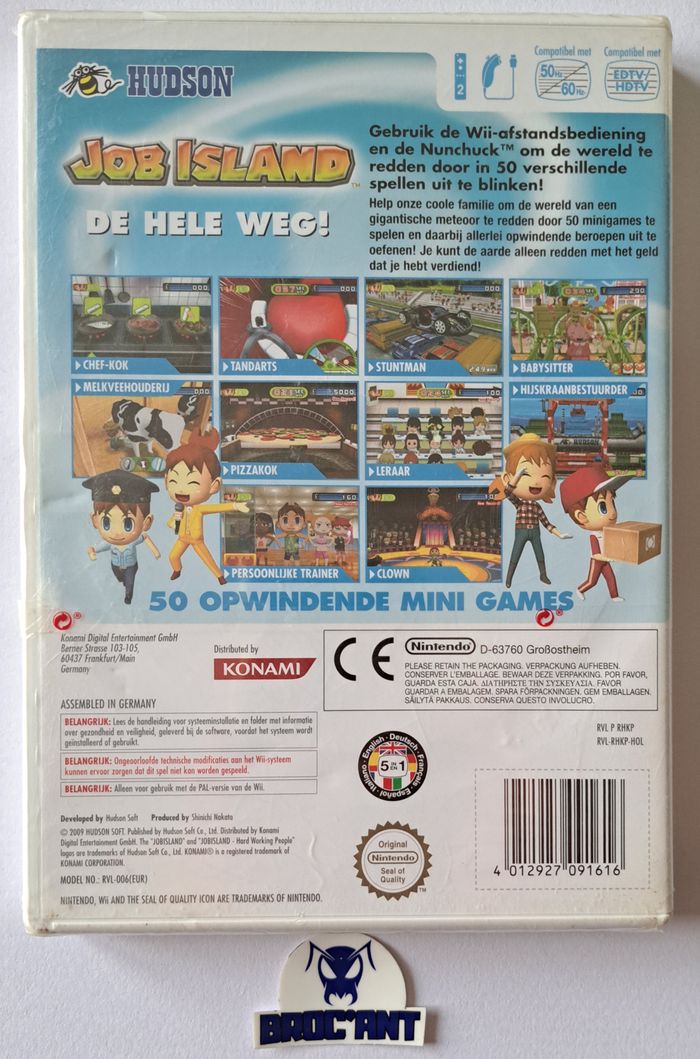 HUDSON
Compatibel met
Compatibel met
2
50Hz
60Hz
EDTV/
HDTV
JOB ISLAND™
DE HELE WEG!
Gebruik de Wii-afstandsbediening
en de Nunchuck™ om de wereld te
redden door in 50 verschillende
spellen uit te blinken!
Help onze coole familie om de wereld van een
gigantische meteoor te redden door 50 minigames te
spelen en daarbij allerlei opwindende beroepen uit te
oefenen! Je kunt de aarde alleen redden met het geld
dat je hebt verdiend!
CHEF-KOK
TANDARTS
STUNTMAN
BABYSITTER
MELKVEEHOUDERIJ
PIZZAKOK
LERAAR
HIJSKRAANBESTUURDER
HUDSON
PERSOONLIJKE TRAINER
CLOWN
50 OPWINDENDE MINI GAMES
Konami Digital Entertainment GmbH
Berner Strasse 103-105,
60437 Frankfurt/Main
Germany
Distributed by
KONAMI
CE
Nintendo®
D-63760 Großostheim
PLEASE RETAIN THE PACKAGING. VERPACKUNG AUFHEBEN.
CONSERVER L'EMBALLAGE. BEWAAR DEZE VERPAKKING. POR FAVOR,
GUARDA ESTA CAJA. ΔΙΑΤΗΡΗΣΤΕ ΤΗΝ ΣΥΣΚΕΥΑΣΙΑ. FAVOR
GUARDAR A EMBALAGEM. SPARA FÖRPACKNINGEN. GEM EMBALLAGEN.
SÄILYTÄ PAKKAUS. CONSERVA QUESTO INVOLUCRO.
ASSEMBLED IN GERMANY
BELANGRIJK: Lees de handleiding voor systeeminstallatie en folder met informatie
over gezondheid en veiligheid, geleverd bij de software, voordat het systeem wordt
geïnstalleerd of gebruikt.
BELANGRIJK: Ongeoorloofde technische modificaties aan het Wii-systeem
kunnen ervoor zorgen dat dit spel niet kan worden gespeeld.
BELANGRIJK: Alleen voor gebruik met de PAL-versie van de Wii.
RVL P RHKP
RVL-RHKP-HOL
English • Deutsch • Français • Español • Italiano
5 IN EN 1
Developed by Hudson Soft Produced by Shinichi Nakata
© 2009 HUDSON SOFT. Published by Hudson Soft Co., Ltd. Distributed by Konami
Digital Entertainment GmbH. The "JOBISLAND" and "JOBISLAND - Hard Working People"
logos are trademarks of Hudson Soft Co., Ltd. KONAMI® is a registered trademark of
KONAMI CORPORATION.
MODEL NO.: RVL-006(EUR)
NINTENDO, Wii AND THE SEAL OF QUALITY ICON ARE TRADEMARKS OF NINTENDO.
Original
Nintendo
Seal of
Quality
4 012927 091616
BROC'ANT